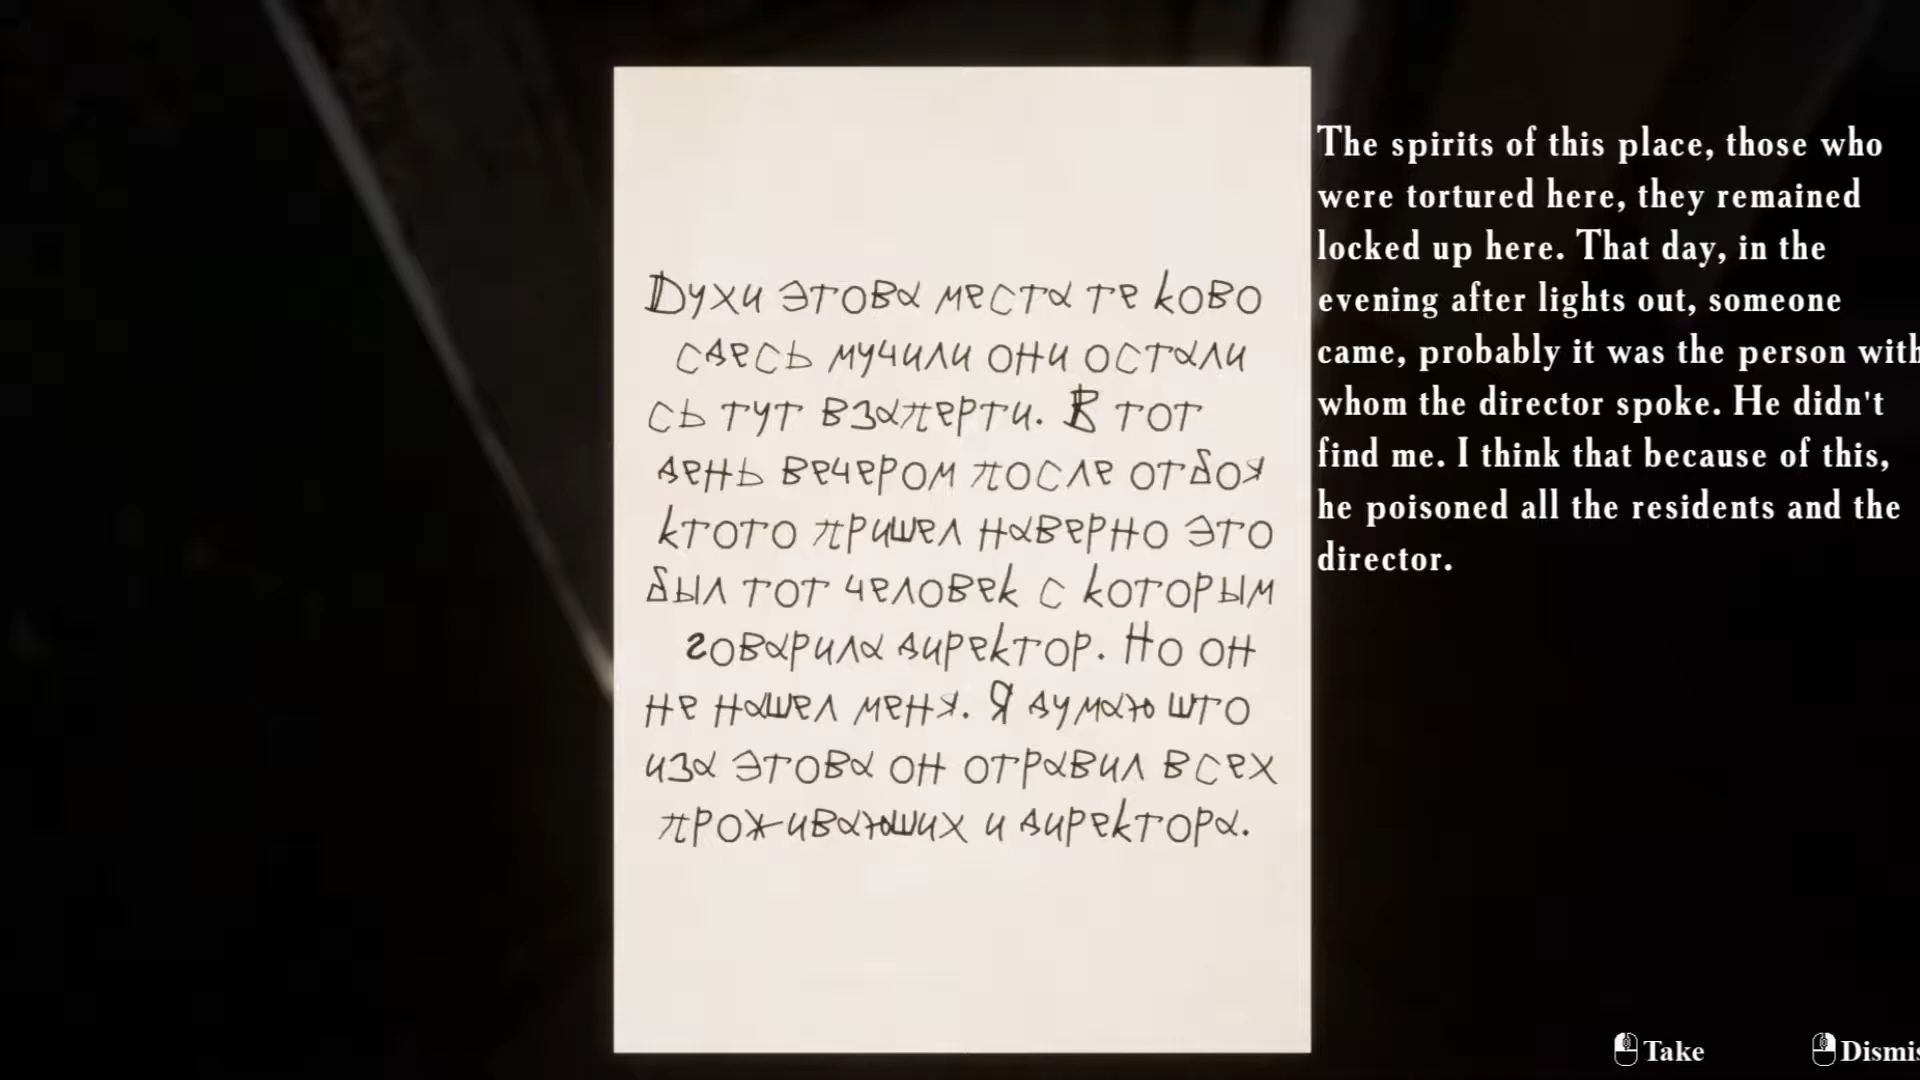 Духи этова места те ково
сдесь мучили они остали
сь тут взаперти. В тот
день вечером после отбоя
ктото пришел наверно это
был тот человек с которым
говарила директор. Но он
не нашел меня. Я думаю што
иза этова он отравил всех
проживаюших и директора.
The spirits of this place, those who
were tortured here, they remained
locked up here. That day, in the
evening after lights out, someone
came, probably it was the person with
whom the director spoke. He didn't
find me. I think that because of this,
he poisoned all the residents and the
director.
Take Dismis